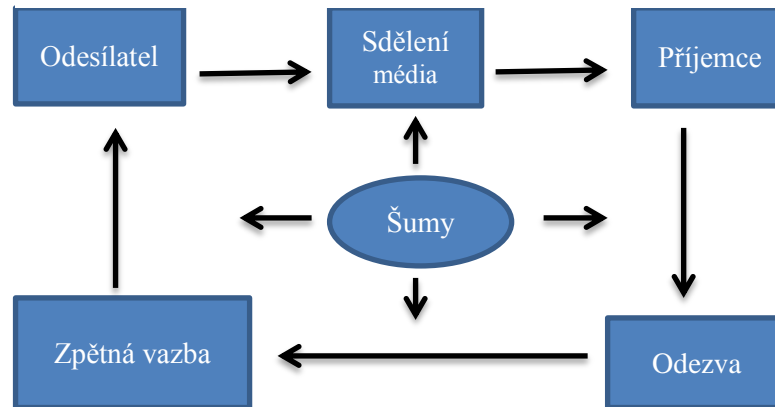 Odesílatel
Sdělení
média
Příjemce
Šumy
Zpětná vazba
Odezva